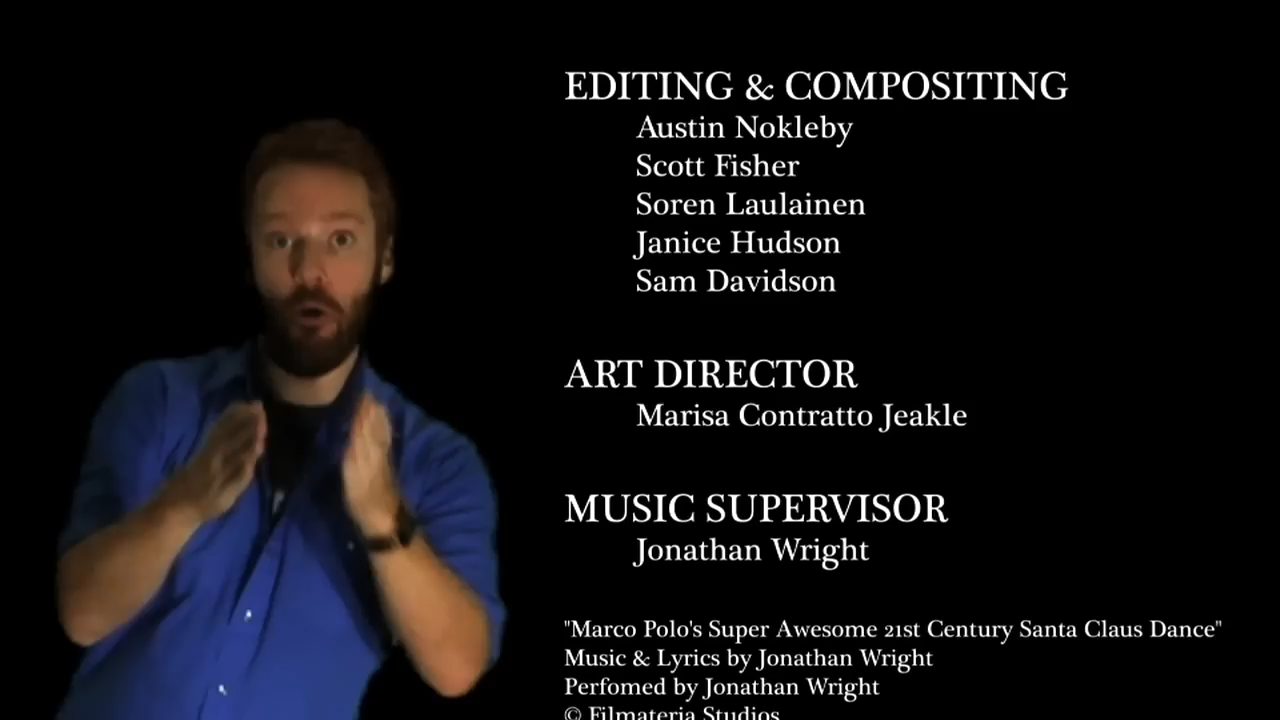 EDITING & COMPOSITING
Austin Nokleby
Scott Fisher
Soren Laulainen
Janice Hudson
Sam Davidson
ART DIRECTOR
Marisa Contratto Jeakle
MUSIC SUPERVISOR
Jonathan Wright
"Marco Polo's Super Awesome 21st Century Santa Claus Dance"
Music & Lyrics by Jonathan Wright
Perfomed by Jonathan Wright
© Filmateria Studios